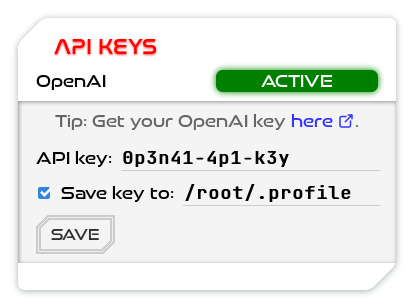 API KEYS
OpenAI ACTIVE
Tip: Get your OpenAI key here.
API key: 0p3n41-4p1-k3y
Save key to: /root/.profile
SAVE